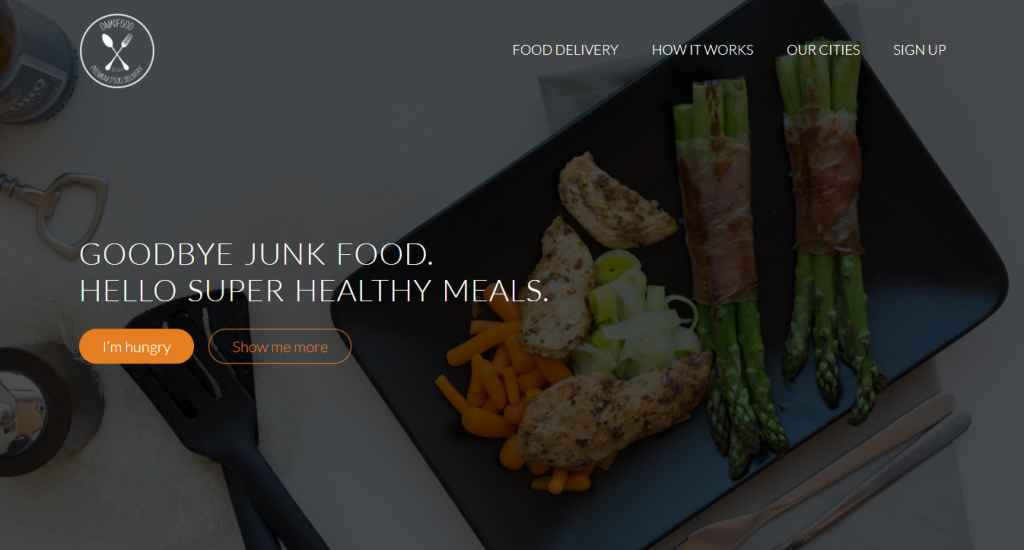 OMNIFOOD
PREMIUM FOOD DELIVERY
FOOD DELIVERY
HOW IT WORKS
OUR CITIES
SIGN UP
GOODBYE JUNK FOOD.
HELLO SUPER HEALTHY MEALS.
I'm hungry
Show me more